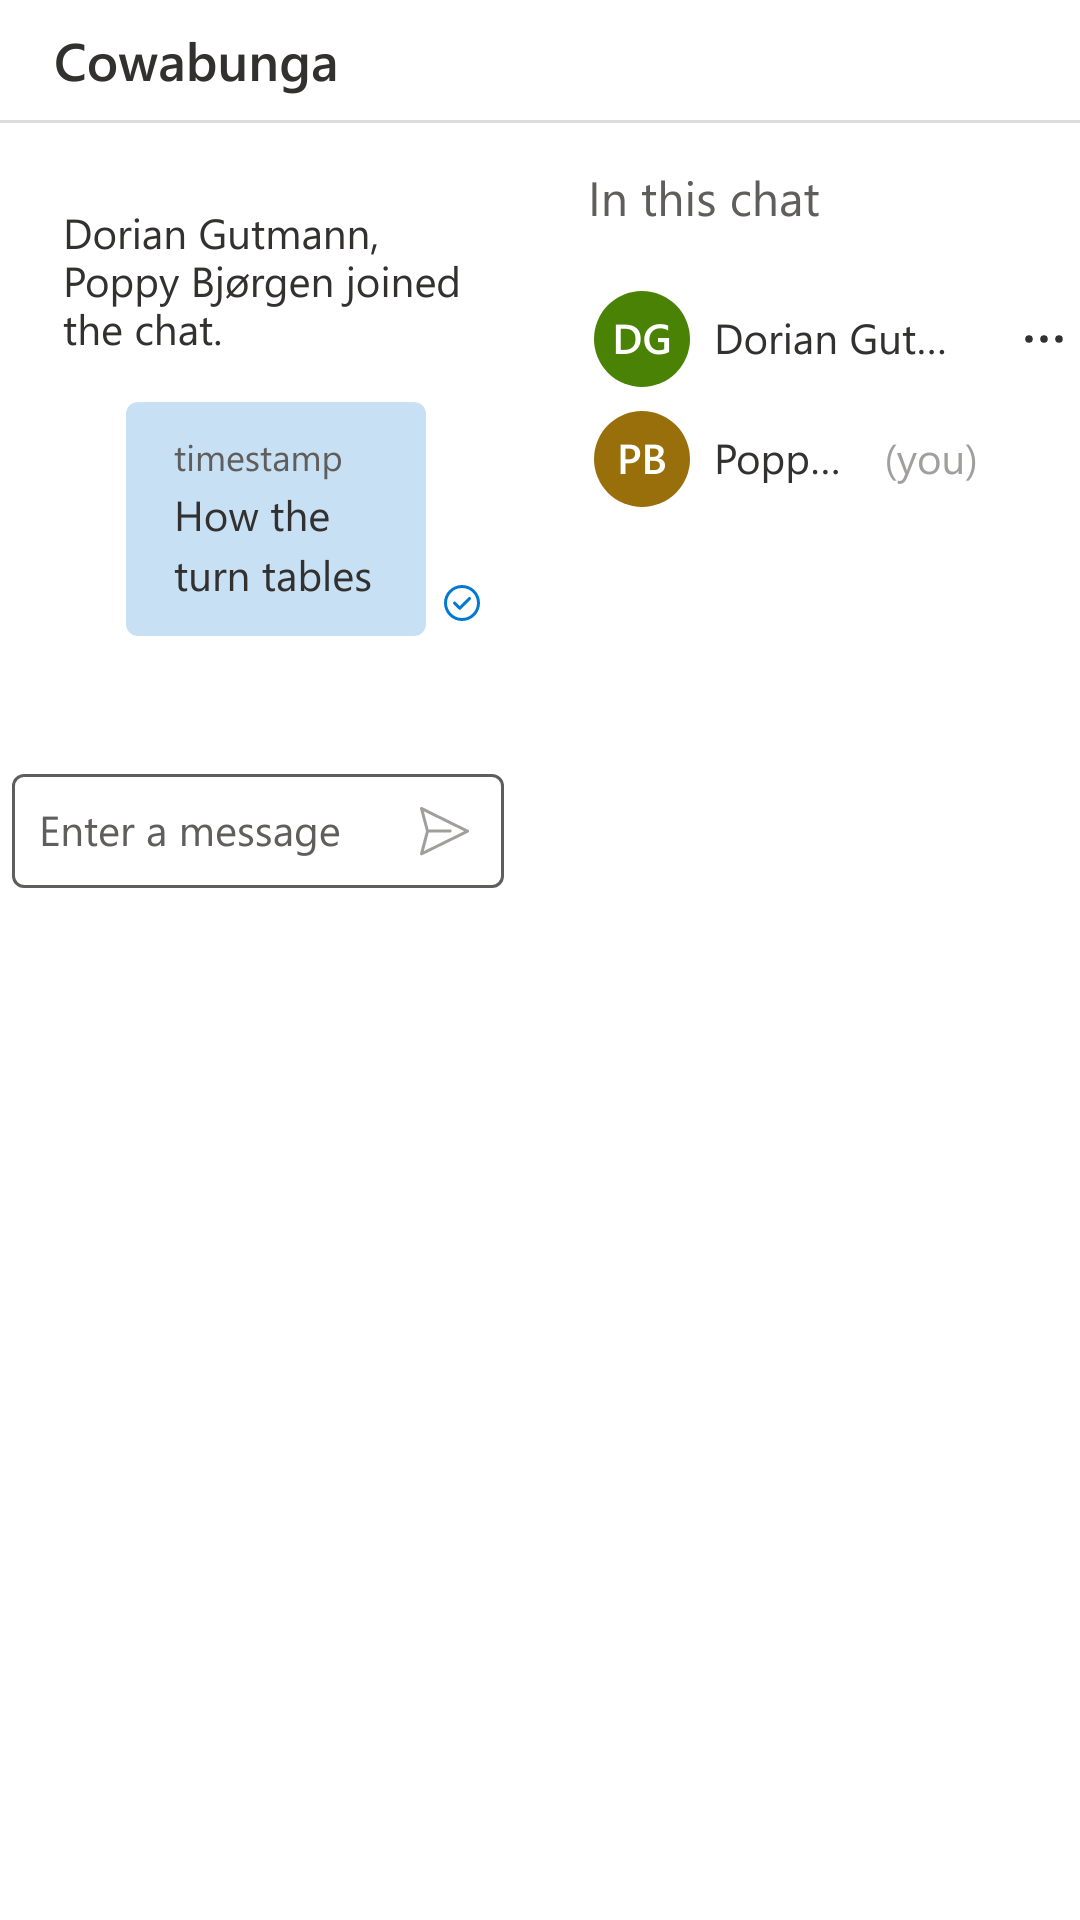 Cowabunga
Dorian Gutmann,
Poppy Bjørgen joined
the chat.
timestamp
How the
turn tables
Enter a message
In this chat
DG Dorian Gut...
PB Popp... (you)